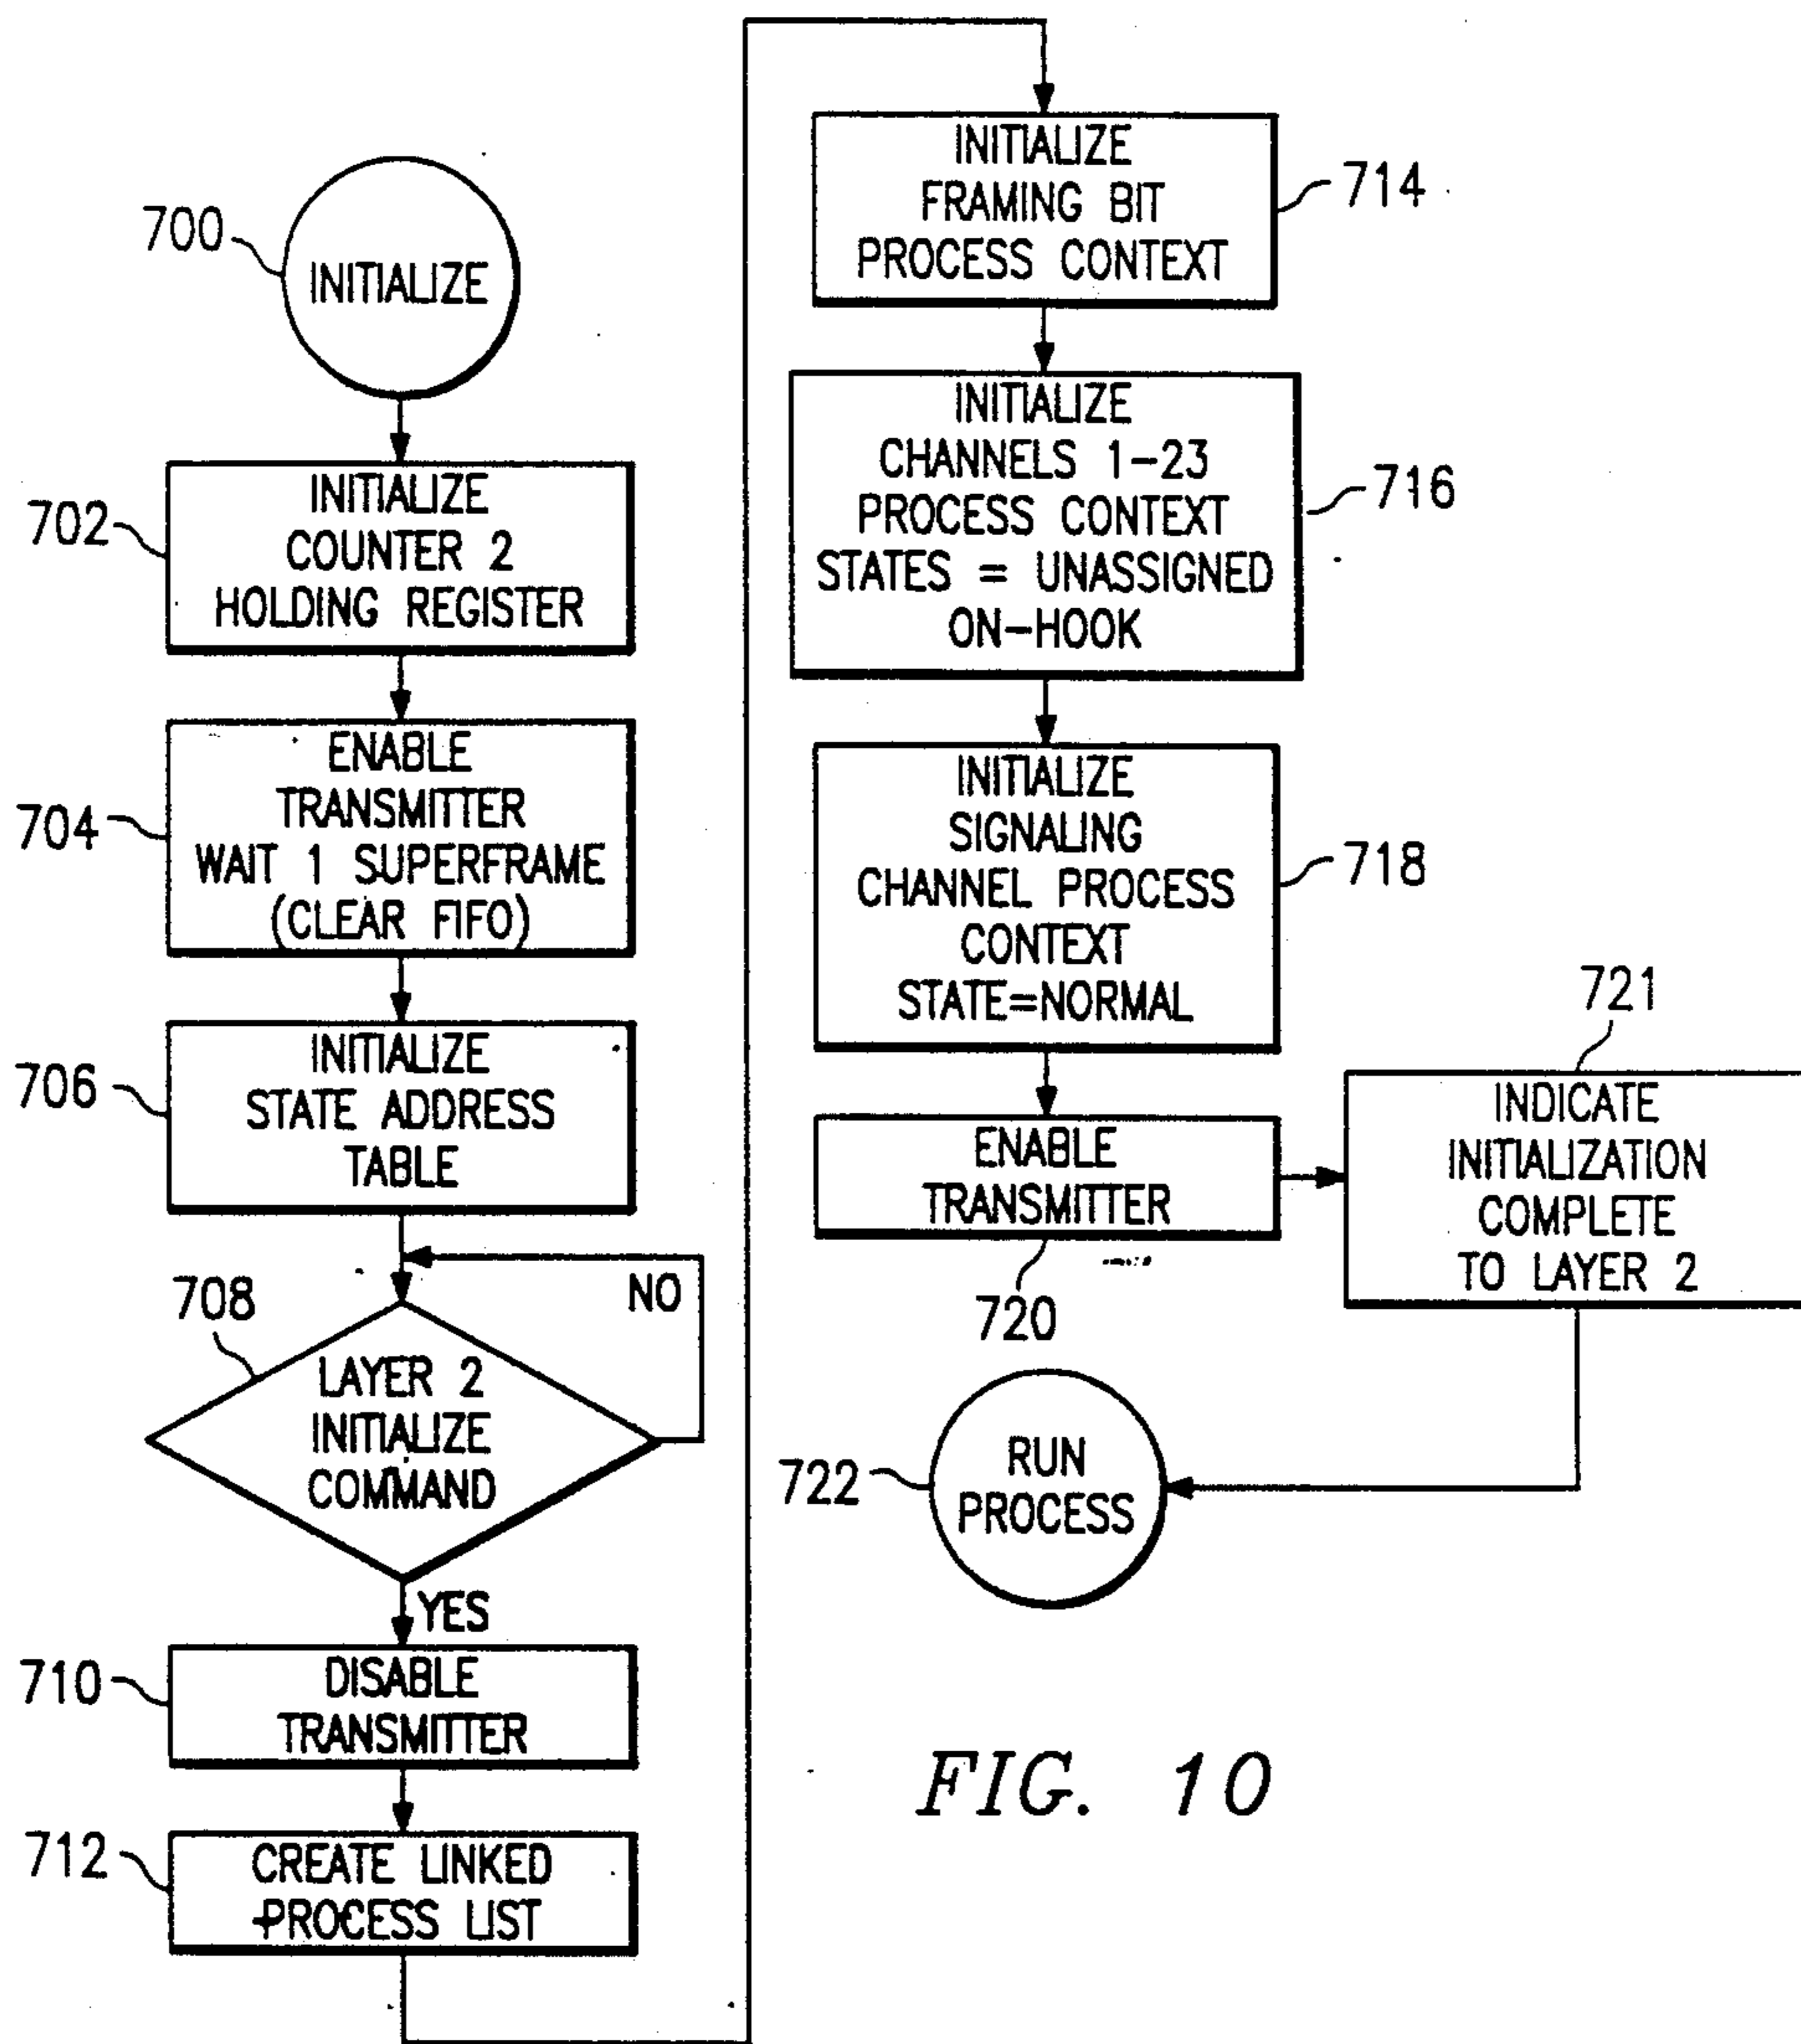 700
INITIALIZE
702
INITIALIZE
COUNTER 2
HOLDING REGISTER
704
ENABLE
TRANSMITTER
WAIT 1 SUPERFRAME
(CLEAR FIFO)
706
INITIALIZE
STATE ADDRESS
TABLE
708
NO
LAYER 2
INITIALIZE
COMMAND
YES
710
DISABLE
TRANSMITTER
712
CREATE LINKED
PROCESS LIST
INITIALIZE
FRAMING BIT
PROCESS CONTEXT
714
INITIALIZE
CHANNELS 1-23
PROCESS CONTEXT
STATES = UNASSIGNED
ON-HOOK
716
INITIALIZE
SIGNALING
CHANNEL PROCESS
CONTEXT
STATE=NORMAL
718
ENABLE
TRANSMITTER
720
721
INDICATE
INITIALIZATION
COMPLETE
TO LAYER 2
722
RUN
PROCESS
FIG. 10